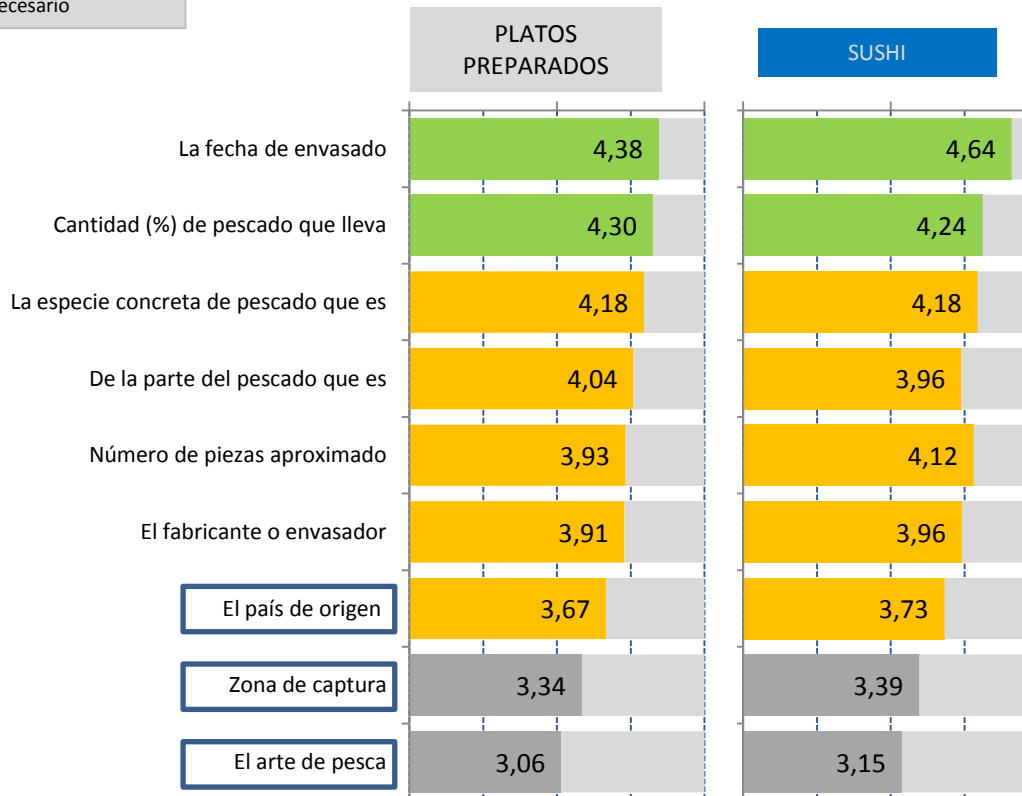 ecesario
PLATOS
PREPARADOS
SUSHI
La fecha de envasado 4,38 4,64
Cantidad (%) de pescado que lleva 4,30 4,24
La especie concreta de pescado que es 4,18 4,18
De la parte del pescado que es 4,04 3,96
Número de piezas aproximado 3,93 4,12
El fabricante o envasador 3,91 3,96
El país de origen 3,67 3,73
Zona de captura 3,34 3,39
El arte de pesca 3,06 3,15